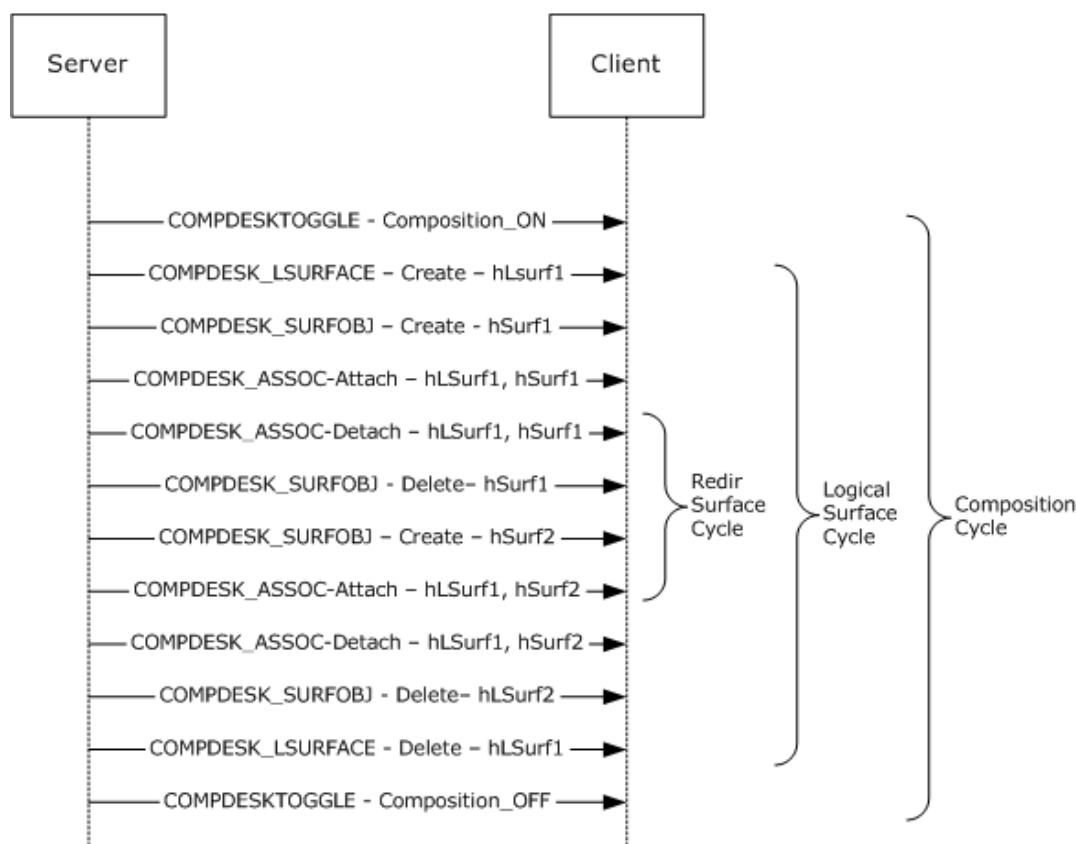 Server
Client
COMPDESKTOGGLE - Composition_ON
COMPDESK_LSURFACE – Create – hLsurf1
COMPDESK_SURFOBJ – Create - hSurf1
COMPDESK_ASSOC-Attach – hLSurf1, hSurf1
COMPDESK_ASSOC-Detach – hLSurf1, hSurf1
COMPDESK_SURFOBJ - Delete– hSurf1
COMPDESK_SURFOBJ – Create – hSurf2
COMPDESK_ASSOC-Attach – hLSurf1, hSurf2
COMPDESK_ASSOC-Detach – hLSurf1, hSurf2
COMPDESK_SURFOBJ - Delete– hLSurf2
COMPDESK_LSURFACE - Delete – hLSurf1
COMPDESKTOGGLE - Composition_OFF
Redir
Surface
Cycle
Logical
Surface
Cycle
Composition
Cycle